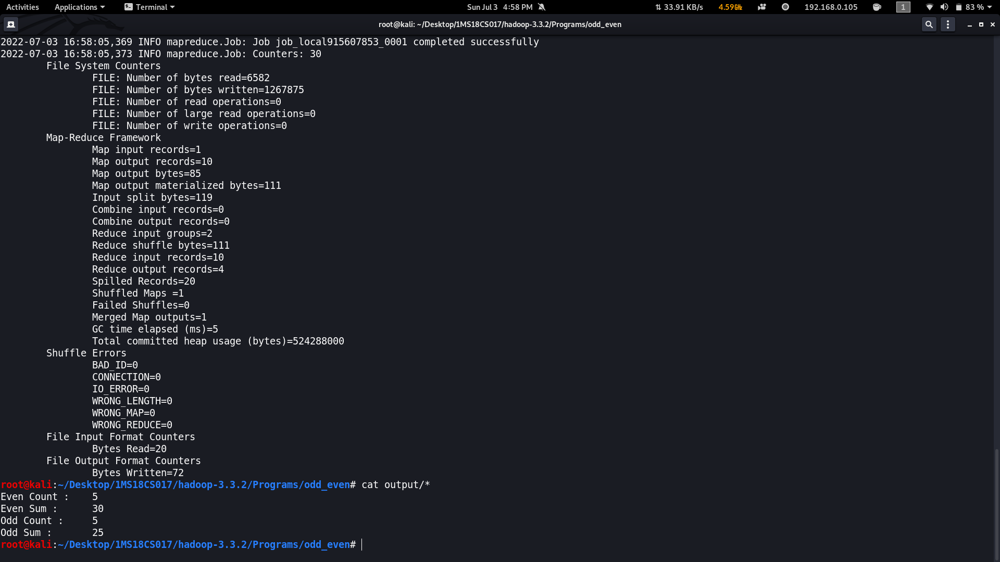 Activities Applications Terminal Sun Jul 3 4:58 PM 33.91 KB/s 4.59GHz 192.168.0.105 1 83 %
root@kali: ~/Desktop/1MS18CS017/hadoop-3.3.2/Programs/odd_even
2022-07-03 16:58:05,369 INFO mapreduce.Job: Job job_local915607853_0001 completed successfully
2022-07-03 16:58:05,373 INFO mapreduce.Job: Counters: 30
File System Counters
FILE: Number of bytes read=6582
FILE: Number of bytes written=1267875
FILE: Number of read operations=0
FILE: Number of large read operations=0
FILE: Number of write operations=0
Map-Reduce Framework
Map input records=1
Map output records=10
Map output bytes=85
Map output materialized bytes=111
Input split bytes=119
Combine input records=0
Combine output records=0
Reduce input groups=2
Reduce shuffle bytes=111
Reduce input records=10
Reduce output records=4
Spilled Records=20
Shuffled Maps =1
Failed Shuffles=0
Merged Map outputs=1
GC time elapsed (ms)=5
Total committed heap usage (bytes)=524288000
Shuffle Errors
BAD_ID=0
CONNECTION=0
IO_ERROR=0
WRONG_LENGTH=0
WRONG_MAP=0
WRONG_REDUCE=0
File Input Format Counters
Bytes Read=20
File Output Format Counters
Bytes Written=72
root@kali:~/Desktop/1MS18CS017/hadoop-3.3.2/Programs/odd_even# cat output/*
Even Count :    5
Even Sum :      30
Odd Count :     5
Odd Sum :       25
root@kali:~/Desktop/1MS18CS017/hadoop-3.3.2/Programs/odd_even#